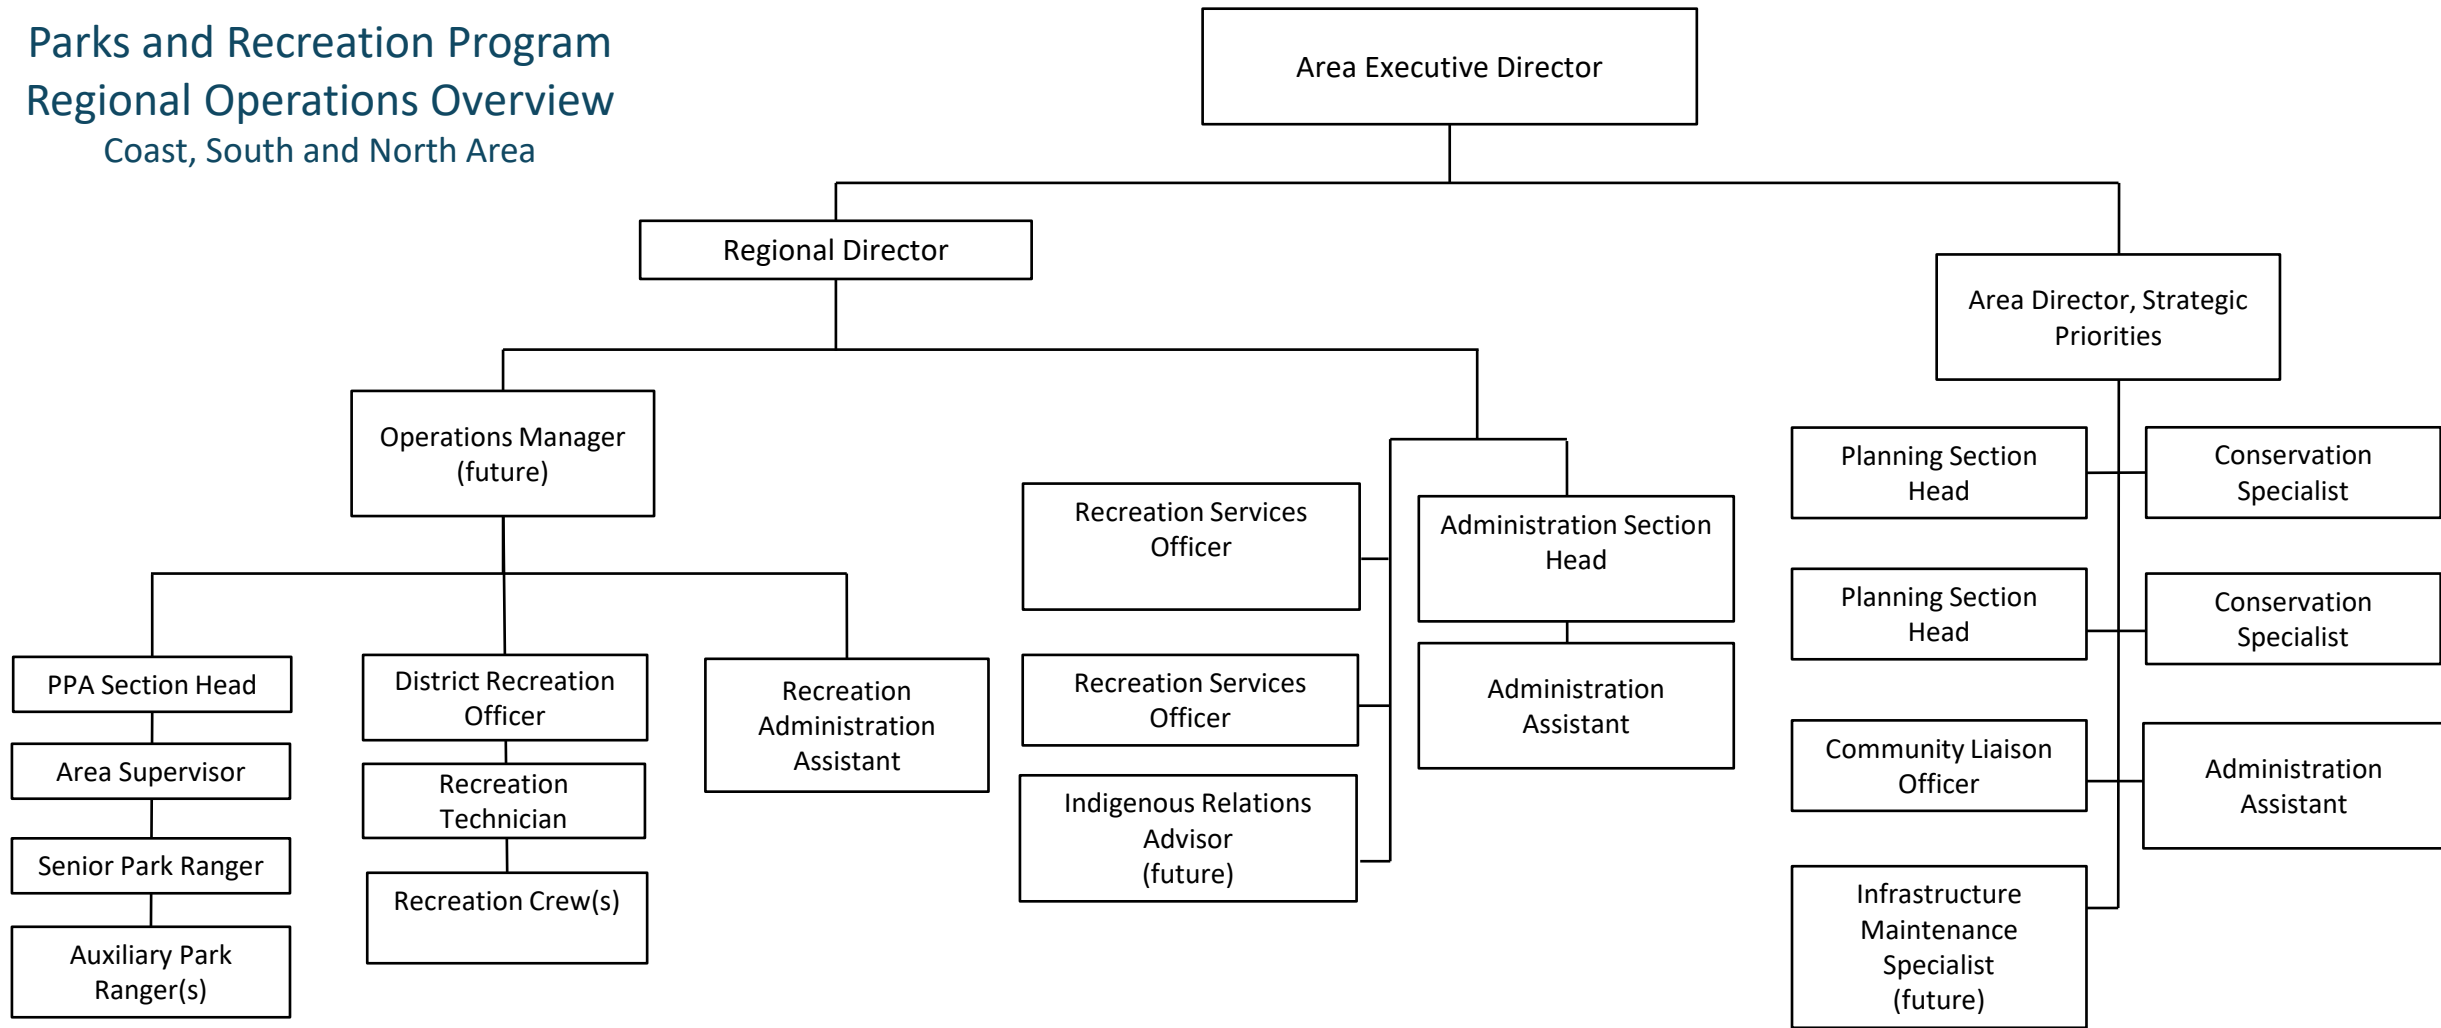 Parks and Recreation Program
Regional Operations Overview
Coast, South and North Area
Area Executive Director
Regional Director
Area Director, Strategic
Priorities
Operations Manager
(future)
PPA Section Head
Area Supervisor
Senior Park Ranger
Auxiliary Park
Ranger(s)
District Recreation
Officer
Recreation
Technician
Recreation Crew(s)
Recreation
Administration
Assistant
Recreation Services
Officer
Recreation Services
Officer
Indigenous Relations
Advisor
(future)
Administration Section
Head
Administration
Assistant
Planning Section
Head
Conservation
Specialist
Planning Section
Head
Conservation
Specialist
Community Liaison
Officer
Administration
Assistant
Infrastructure
Maintenance
Specialist
(future)